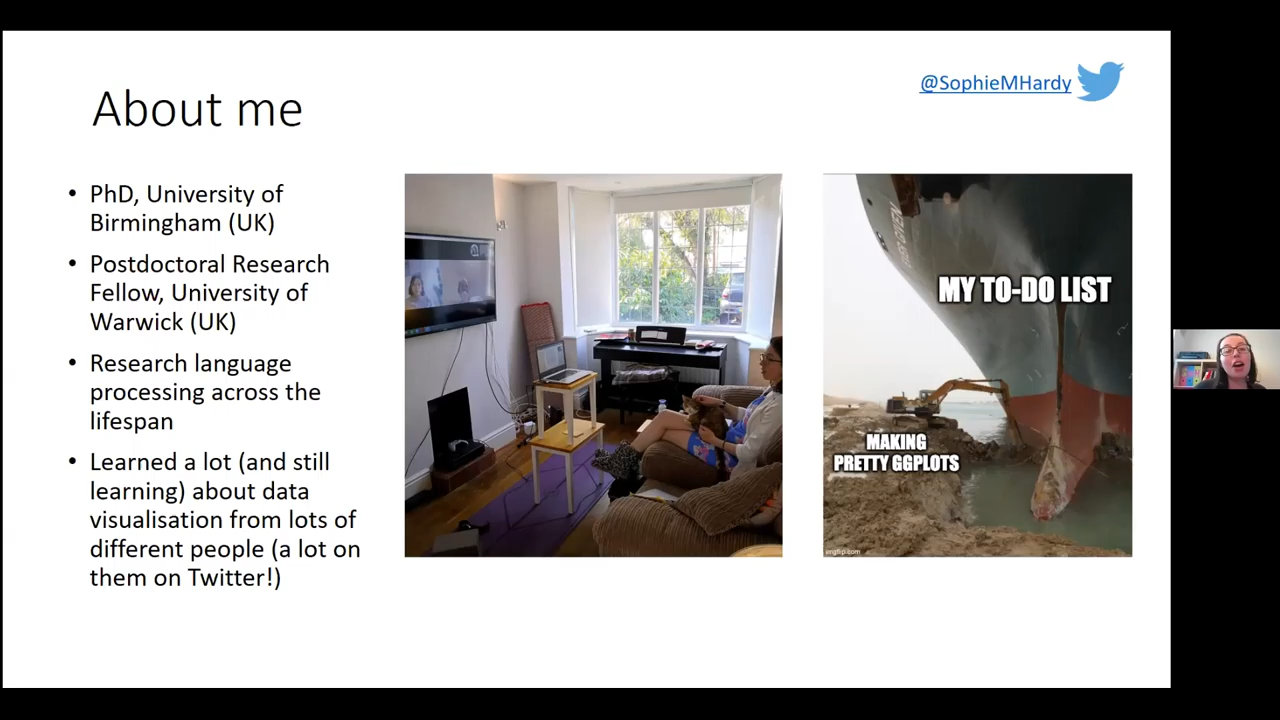 @SophieMHardy
About me
• PhD, University of
Birmingham (UK)
• Postdoctoral Research
Fellow, University of
Warwick (UK)
• Research language
processing across the
lifespan
• Learned a lot (and still
learning) about data
visualisation from lots of
different people (a lot on
them on Twitter!)
MY TO-DO LIST
MAKING
PRETTY GGPLOTS
imgflip.com